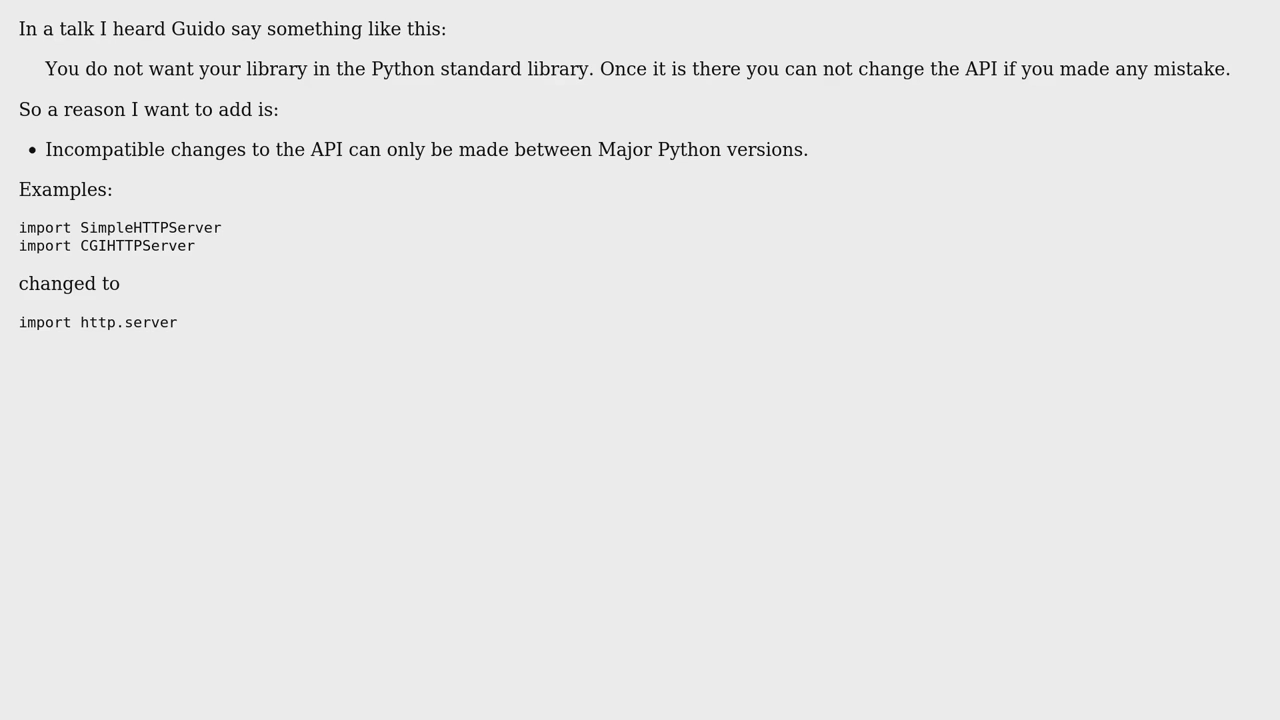 In a talk I heard Guido say something like this:
You do not want your library in the Python standard library. Once it is there you can not change the API if you made any mistake.
So a reason I want to add is:
• Incompatible changes to the API can only be made between Major Python versions.
Examples:
import SimpleHTTPServer
import CGIHTTPServer
changed to
import http.server